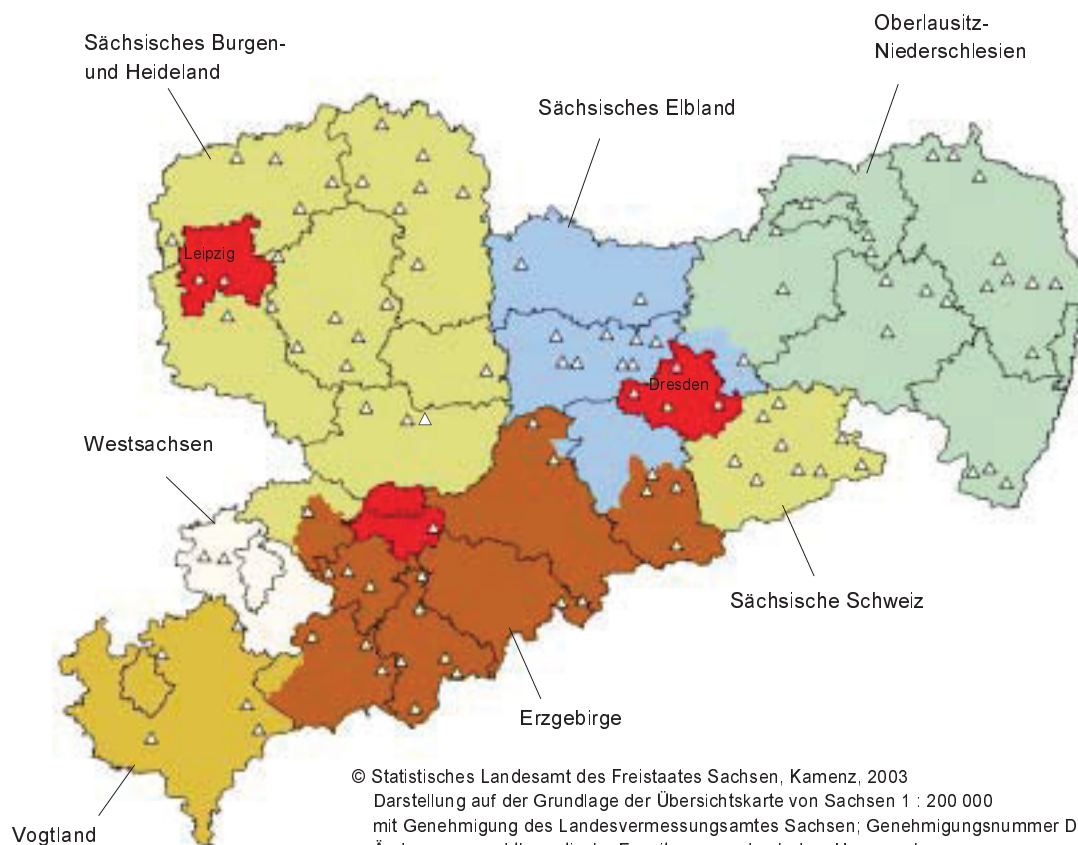 Oberlausitz-
Niederschlesien
Sächsisches Burgen-
und Heideland
Sächsisches Elbland
Leipzig
Dresden
Westsachsen
Sächsische Schweiz
Erzgebirge
Vogtland
© Statistisches Landesamt des Freistaates Sachsen, Kamenz, 2003
Darstellung auf der Grundlage der Übersichtskarte von Sachsen 1 : 200 000
mit Genehmigung des Landesvermessungsamtes Sachsen; Genehmigungsnummer D